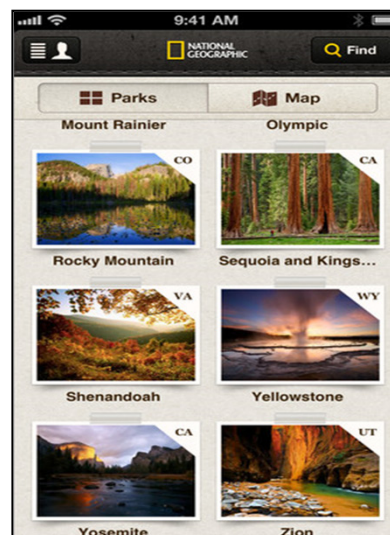 9:41 AM
NATIONAL
GEOGRAPHIC
Find
Parks
Map
Mount Rainier
Olympic
CO
CA
Rocky Mountain
Sequoia and Kings...
VA
WY
Shenandoah
Yellowstone
CA
UT
Yosemite
Zion